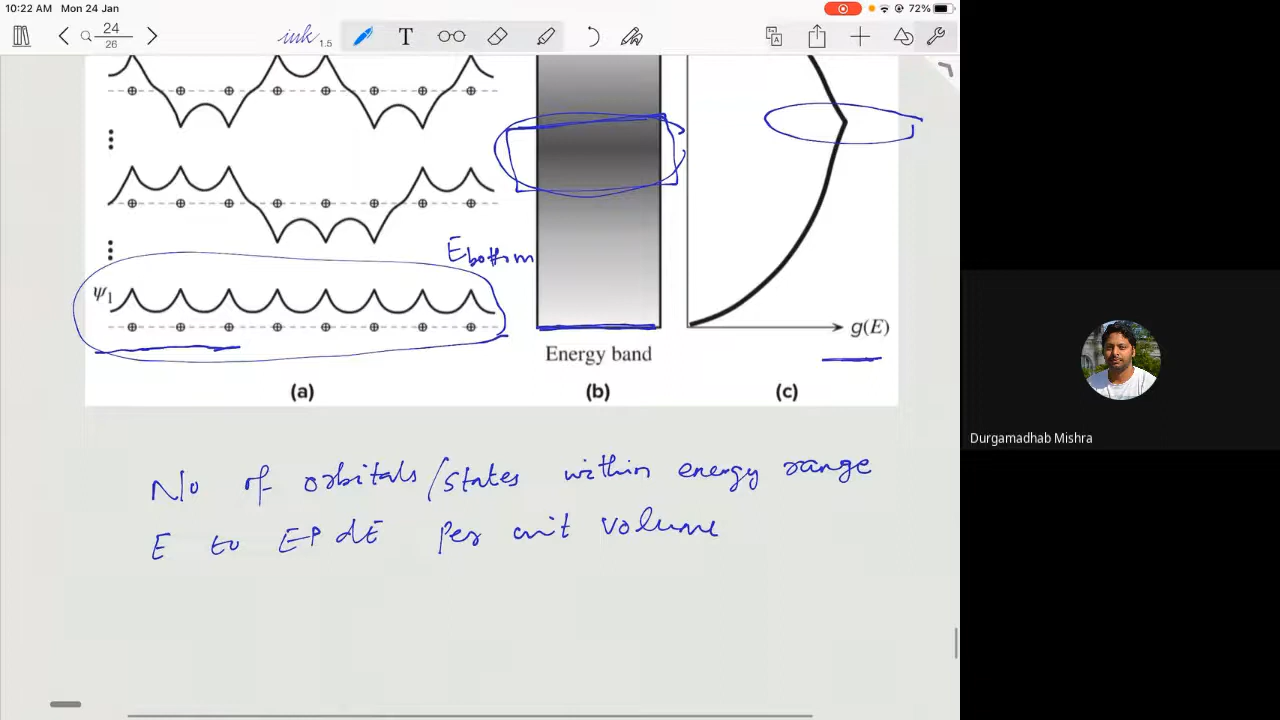 10:22 AM Mon 24 Jan
72%
24
26
ink 1.5
T
Ebottom
ψ1
g(E)
Energy band
(a)
(b)
(c)
No of orbitals/states within energy range
E to E+dE Per unit volume
Durgamadhab Mishra